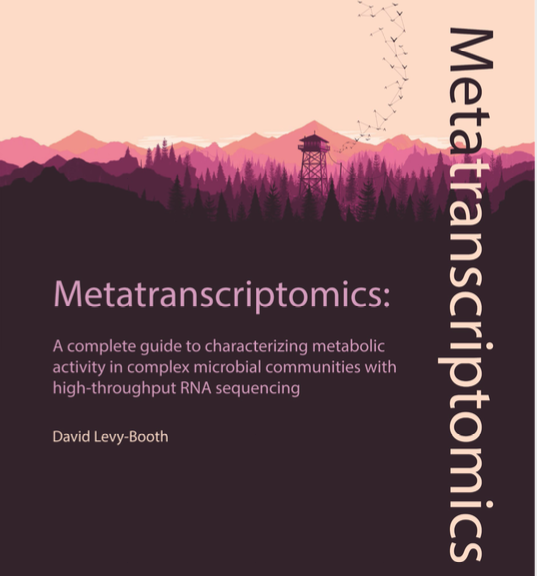 Metatranscriptomics
Metatranscriptomics:
A complete guide to characterizing metabolic
activity in complex microbial communities with
high-throughput RNA sequencing
David Levy-Booth